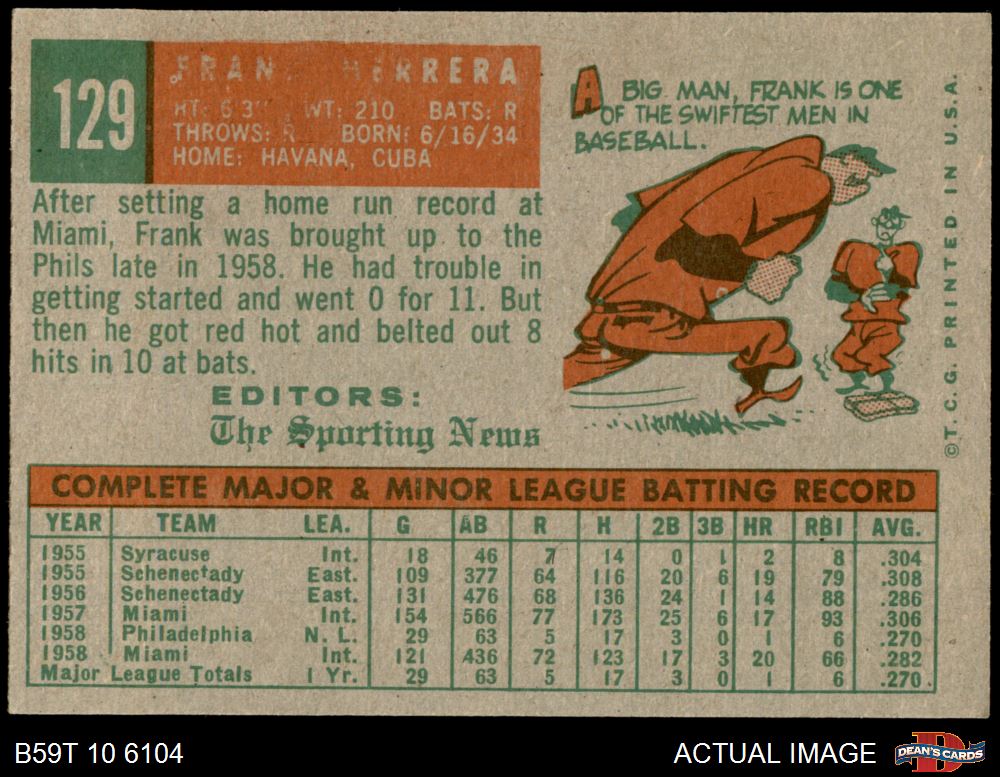 129
FRANK HERRERA
HT: 6'3" WT: 210 BATS: R
THROWS: R BORN: 6/16/34
HOME: HAVANA, CUBA
After setting a home run record at
Miami, Frank was brought up to the
Phils late in 1958. He had trouble in
getting started and went 0 for 11. But
then he got red hot and belted out 8
hits in 10 at bats.
EDITORS:
The Sporting News
A BIG MAN, FRANK IS ONE
OF THE SWIFTEST MEN IN
BASEBALL.
© T. C. G. PRINTED IN U.S.A.
COMPLETE MAJOR & MINOR LEAGUE BATTING RECORD
YEAR TEAM LEA. G AB R H 2B 3B HR RBI AVG.
1955 Syracuse Int. 18 46 7 14 0 1 2 8 .304
1955 Schenectady East. 109 377 64 116 20 6 19 79 .308
1956 Schenectady East. 131 476 68 136 24 1 14 88 .286
1957 Miami Int. 154 566 77 173 25 6 17 93 .306
1958 Philadelphia N. L. 29 63 5 17 3 0 1 6 .270
1958 Miami Int. 121 436 72 123 17 3 20 66 .282
Major League Totals 1 Yr. 29 63 5 17 3 0 1 6 .270
B59T 10 6104
ACTUAL IMAGE
DEAN'S CARDS